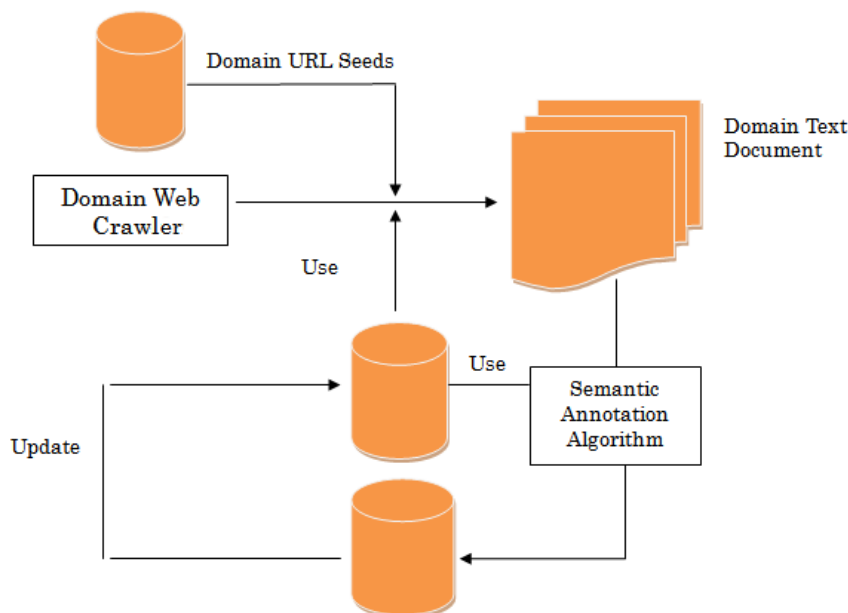 Domain URL Seeds
Domain Text
Document
Domain Web
Crawler
Use
Use
Semantic
Annotation
Algorithm
Update